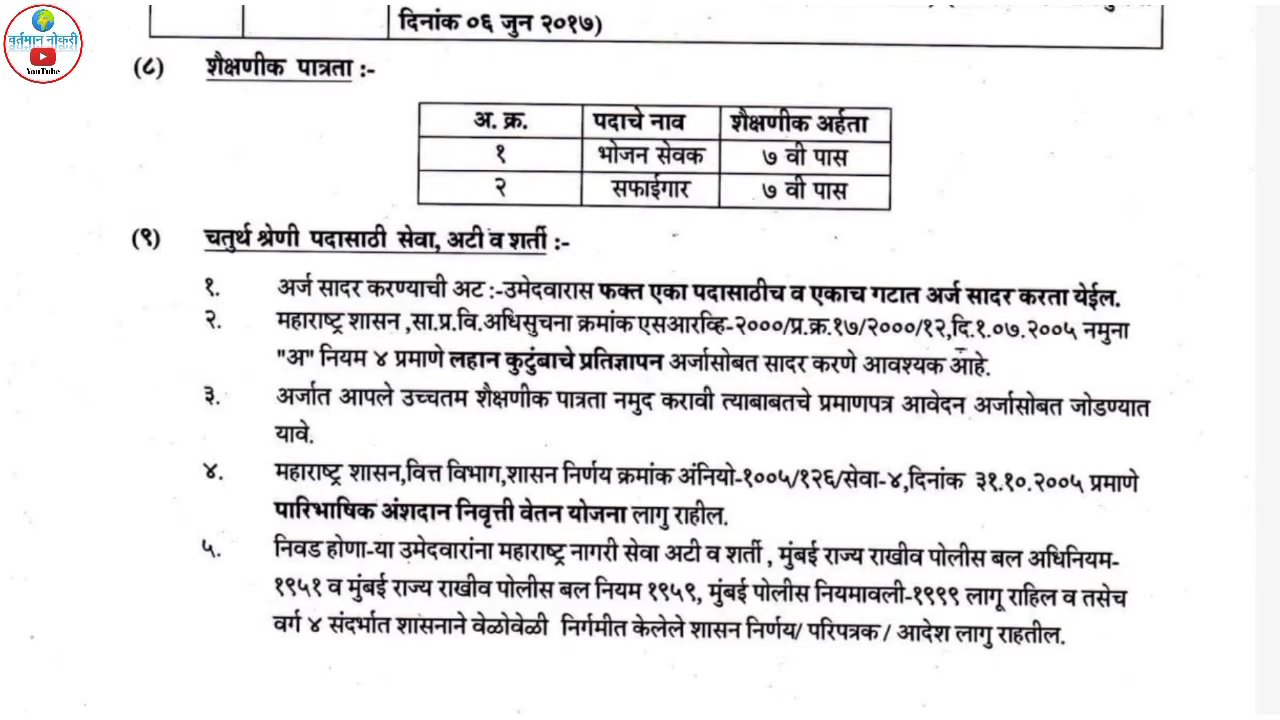 वर्तमान नोकरी
YouTube
दिनांक ०६ जुन २०१७)
(८) शैक्षणीक पात्रता :-
अ. क्र. पदाचे नाव शैक्षणीक अर्हता
१ भोजन सेवक ७ वी पास
२ सफाईगार ७ वी पास
(९) चतुर्थ श्रेणी पदासाठी सेवा, अटी व शर्ती :-
१. अर्ज सादर करण्याची अट :-उमेदवारास फक्त एका पदासाठीच व एकाच गटात अर्ज सादर करता येईल.
२. महाराष्ट्र शासन ,सा.प्र.वि.अधिसुचना क्रमांक एसआरव्हि-२०००/प्र.क्र.१७/२०००/१२,दि.१.०७.२००५ नमुना
"अ" नियम ४ प्रमाणे लहान कुटुंबाचे प्रतिज्ञापन अर्जासोबत सादर करणे आवश्यक आहे.
३. अर्जात आपले उच्चतम शैक्षणीक पात्रता नमुद करावी त्याबाबतचे प्रमाणपत्र आवेदन अर्जासोबत जोडण्यात
यावे.
४. महाराष्ट्र शासन,वित्त विभाग,शासन निर्णय क्रमांक अंनियो-१००५/१२६/सेवा-४,दिनांक ३१.१०.२००५ प्रमाणे
पारिभाषिक अंशदान निवृत्ती वेतन योजना लागु राहील.
५. निवड होणा-या उमेदवारांना महाराष्ट्र नागरी सेवा अटी व शर्ती , मुंबई राज्य राखीव पोलीस बल अधिनियम-
१९५१ व मुंबई राज्य राखीव पोलीस बल नियम १९५९, मुंबई पोलीस नियमावली-१९९९ लागू राहिल व तसेच
वर्ग ४ संदर्भात शासनाने वेळोवेळी निर्गमीत केलेले शासन निर्णय/ परिपत्रक / आदेश लागु राहतील.